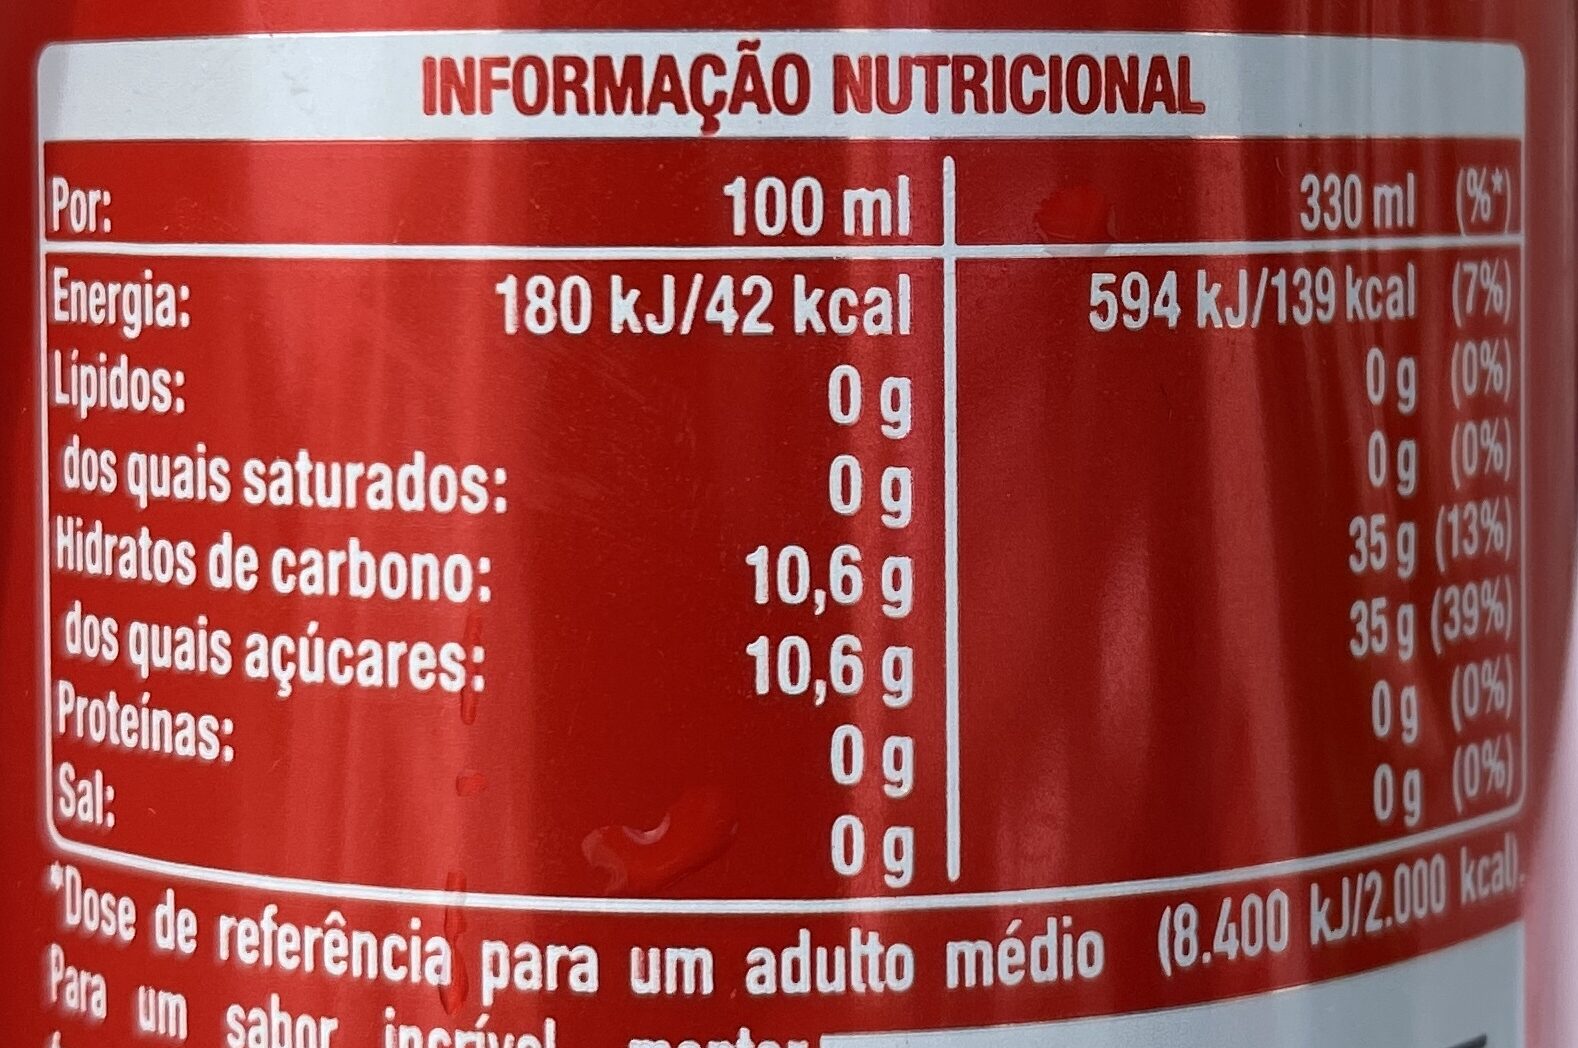 INFORMAÇÃO NUTRICIONAL
Por: 100 ml 330 ml (%*)
Energia: 180 kJ/42 kcal 594 kJ/139 kcal (7%)
Lípidos: 0 g 0 g (0%)
dos quais saturados: 0 g 0 g (0%)
Hidratos de carbono: 10,6 g 35 g (13%)
dos quais açúcares: 10,6 g 35 g (39%)
Proteínas: 0 g 0 g (0%)
Sal: 0 g 0 g (0%)
*Dose de referência para um adulto médio (8.400 kJ/2.000 kcal).
Para um sabor incrível